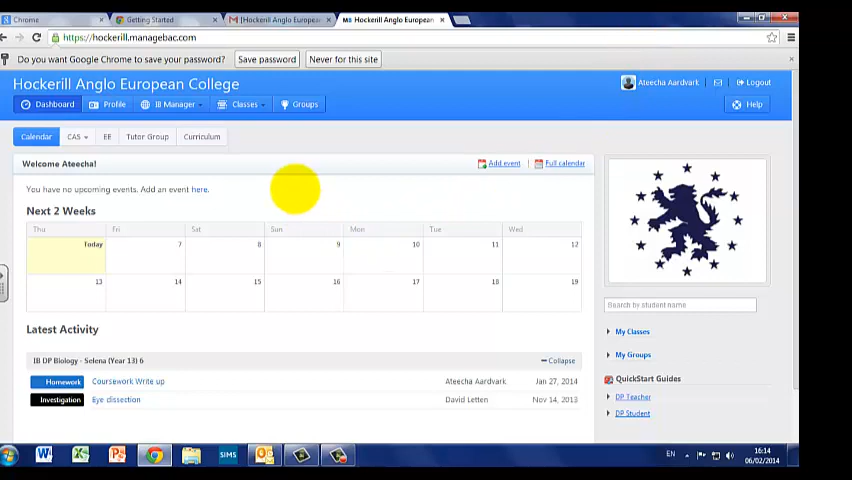 Chrome
Getting Started
[Hockerill Anglo Europea
Hockerill Anglo European
https://hockerill.managebac.com
Do you want Google Chrome to save your password?
Save password
Never for this site
Hockerill Anglo European College
Ateecha Aardvark
Logout
Dashboard
Profile
IB Manager
Classes
Groups
Help
Calendar
CAS
EE
Tutor Group
Curriculum
Welcome Ateecha!
Add event
Full calendar
You have no upcoming events. Add an event here.
Next 2 Weeks
Thu Fri Sat Sun Mon Tue Wed
Today 7 8 9 10 11 12
13 14 15 16 17 18 19
Search by student name
Latest Activity
My Classes
My Groups
IB DP Biology - Selena (Year 13) 6
Collapse
QuickStart Guides
Homework Coursework Write up Ateecha Aardvark Jan 27, 2014
DP Teacher
Investigation Eye dissection David Letten Nov 14, 2013
DP Student
SIMS
EN
16:14
06/02/2014